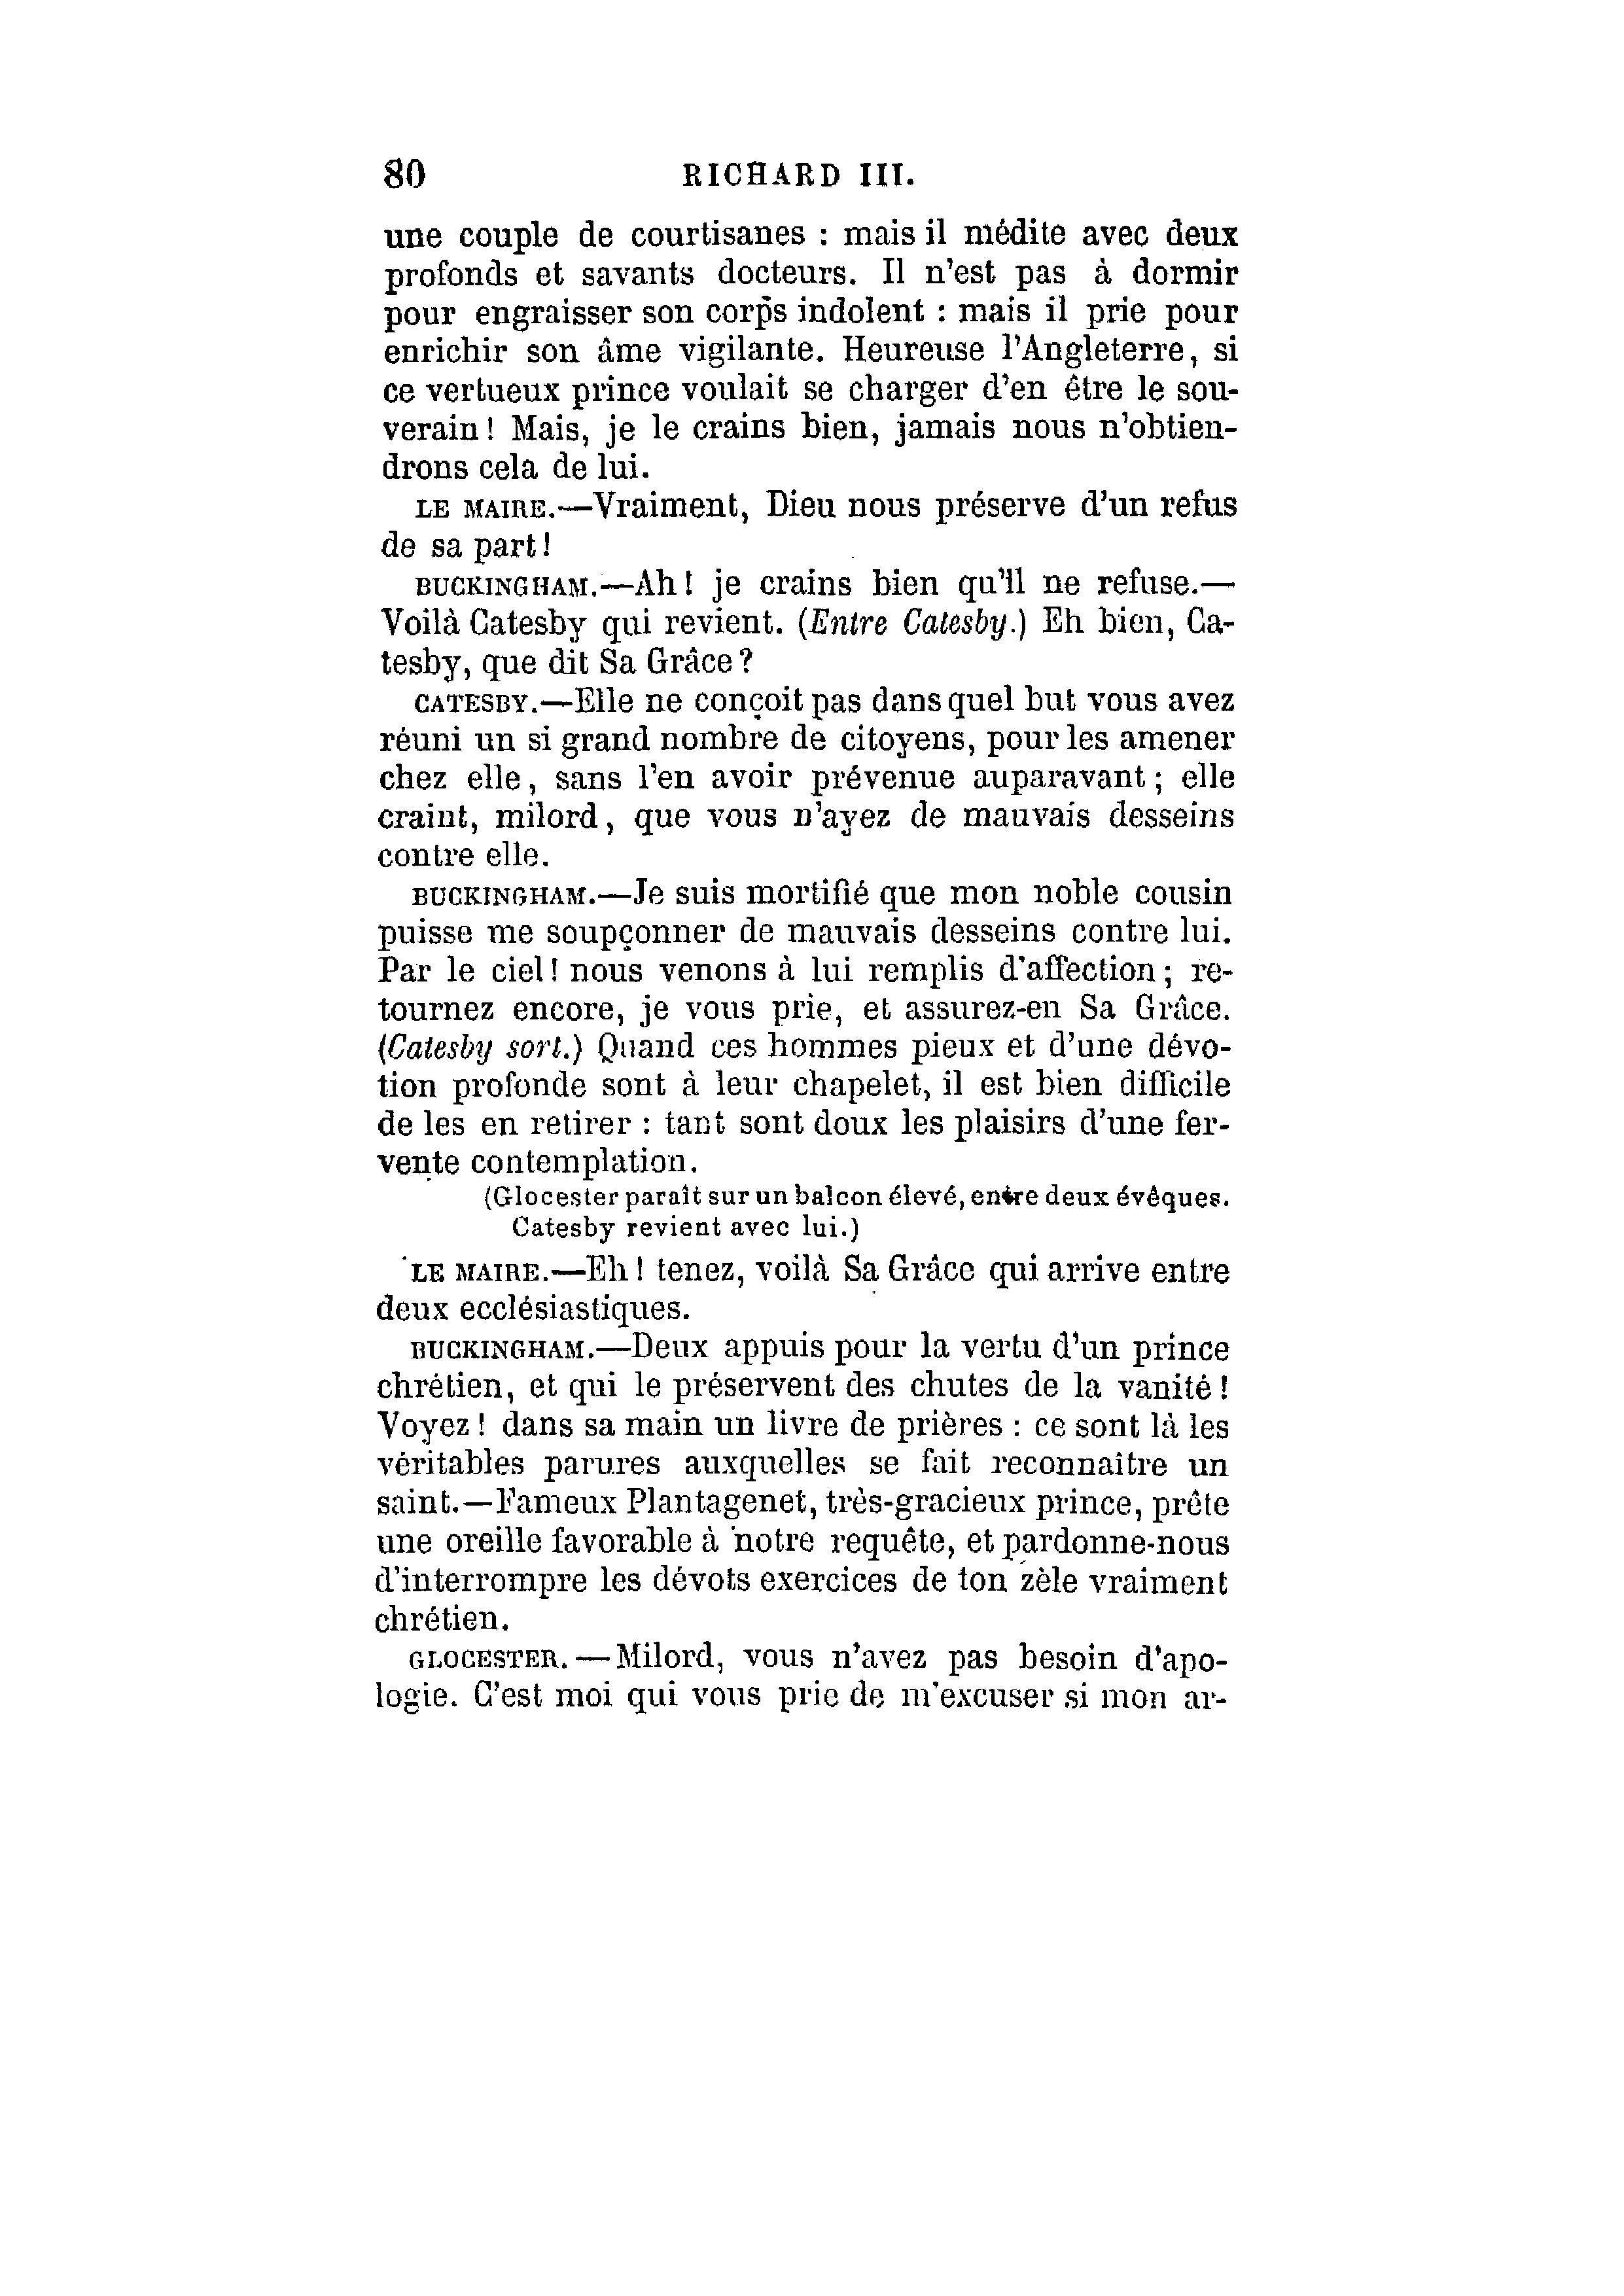 80 RICHARD III.
une couple de courtisanes : mais il médite avec deux
profonds et savants docteurs. Il n'est pas à dormir
pour engraisser son corps indolent : mais il prie pour
enrichir son âme vigilante. Heureuse l'Angleterre, si
ce vertueux prince voulait se charger d'en être le sou-
verain ! Mais, je le crains bien, jamais nous n'obtien-
drons cela de lui.
LE MAIRE.—Vraiment, Dieu nous préserve d'un refus
de sa part !
BUCKINGHAM.—Ah ! je crains bien qu'il ne refuse.—
Voilà Catesby qui revient. (Entre Catesby.) Eh bien, Ca-
tesby, que dit Sa Grâce ?
CATESBY.—Elle ne conçoit pas dans quel but vous avez
réuni un si grand nombre de citoyens, pour les amener
chez elle, sans l'en avoir prévenue auparavant ; elle
craint, milord, que vous n'ayez de mauvais desseins
contre elle.
BUCKINGHAM.—Je suis mortifié que mon noble cousin
puisse me soupçonner de mauvais desseins contre lui.
Par le ciel ! nous venons à lui remplis d'affection ; re-
tournez encore, je vous prie, et assurez-en Sa Grâce.
(Catesby sort.) Quand ces hommes pieux et d'une dévo-
tion profonde sont à leur chapelet, il est bien difficile
de les en retirer : tant sont doux les plaisirs d'une fer-
vente contemplation.
(Glocester paraît sur un balcon élevé, entre deux évêques.
Catesby revient avec lui.)
LE MAIRE.—Eh ! tenez, voilà Sa Grâce qui arrive entre
deux ecclésiastiques.
BUCKINGHAM.—Deux appuis pour la vertu d'un prince
chrétien, et qui le préservent des chutes de la vanité !
Voyez ! dans sa main un livre de prières : ce sont là les
véritables parures auxquelles se fait reconnaître un
saint.—Fameux Plantagenet, très-gracieux prince, prête
une oreille favorable à notre requête, et pardonne-nous
d'interrompre les dévots exercices de ton zèle vraiment
chrétien.
GLOCESTER.—Milord, vous n'avez pas besoin d'apo-
logie. C'est moi qui vous prie de m'excuser si mon ar-